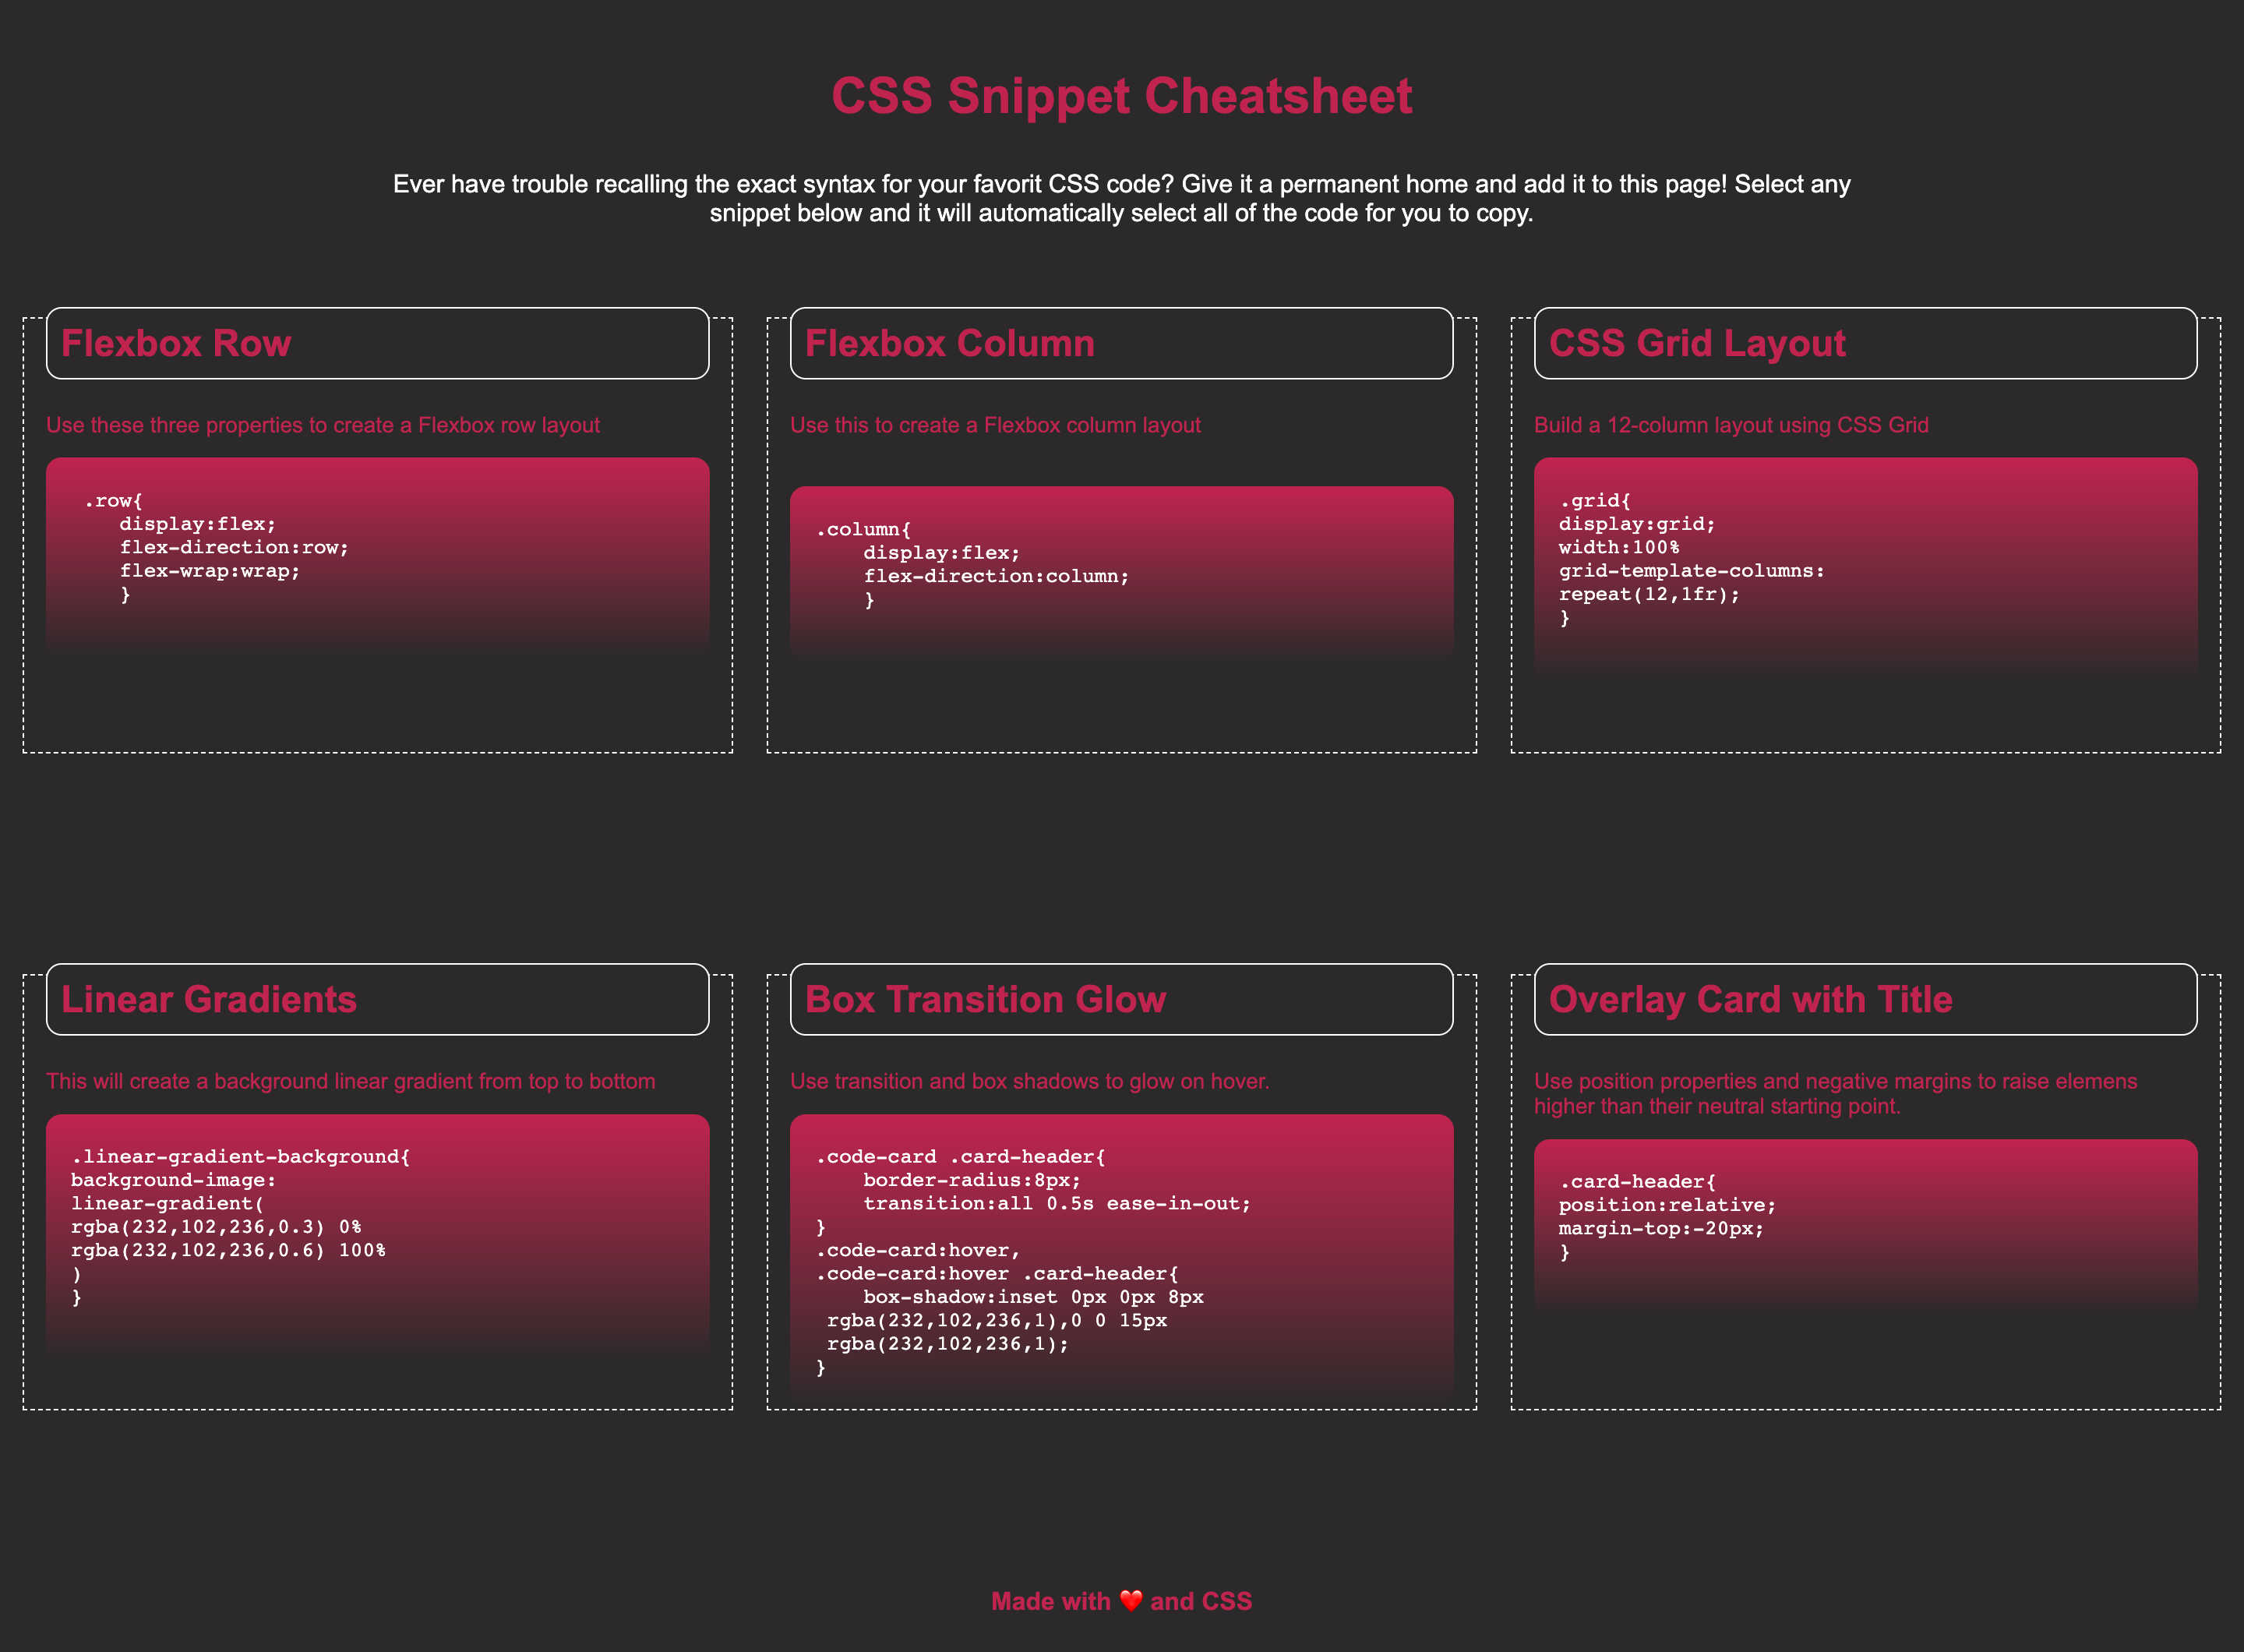 CSS Snippet Cheatsheet
Ever have trouble recalling the exact syntax for your favorit CSS code? Give it a permanent home and add it to this page! Select any
snippet below and it will automatically select all of the code for you to copy.
Flexbox Row
Use these three properties to create a Flexbox row layout
.row{
display:flex;
flex-direction:row;
flex-wrap:wrap;
}
Flexbox Column
Use this to create a Flexbox column layout
.column{
display:flex;
flex-direction:column;
}
CSS Grid Layout
Build a 12-column layout using CSS Grid
.grid{
display:grid;
width:100%
grid-template-columns:
repeat(12,1fr);
}
Linear Gradients
This will create a background linear gradient from top to bottom
.linear-gradient-background{
background-image:
linear-gradient(
rgba(232,102,236,0.3) 0%
rgba(232,102,236,0.6) 100%
)
}
Box Transition Glow
Use transition and box shadows to glow on hover.
.code-card .card-header{
border-radius:8px;
transition:all 0.5s ease-in-out;
}
.code-card:hover,
.code-card:hover .card-header{
box-shadow:inset 0px 0px 8px
rgba(232,102,236,1),0 0 15px
rgba(232,102,236,1);
}
Overlay Card with Title
Use position properties and negative margins to raise elemens
higher than their neutral starting point.
.card-header{
position:relative;
margin-top:-20px;
}
Made with ❤️ and CSS